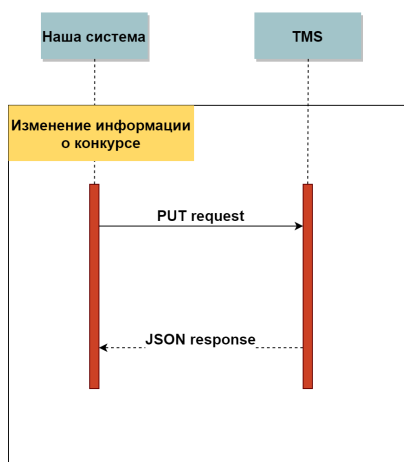 Наша система
TMS
Изменение информации
о конкурсе
PUT request
JSON response